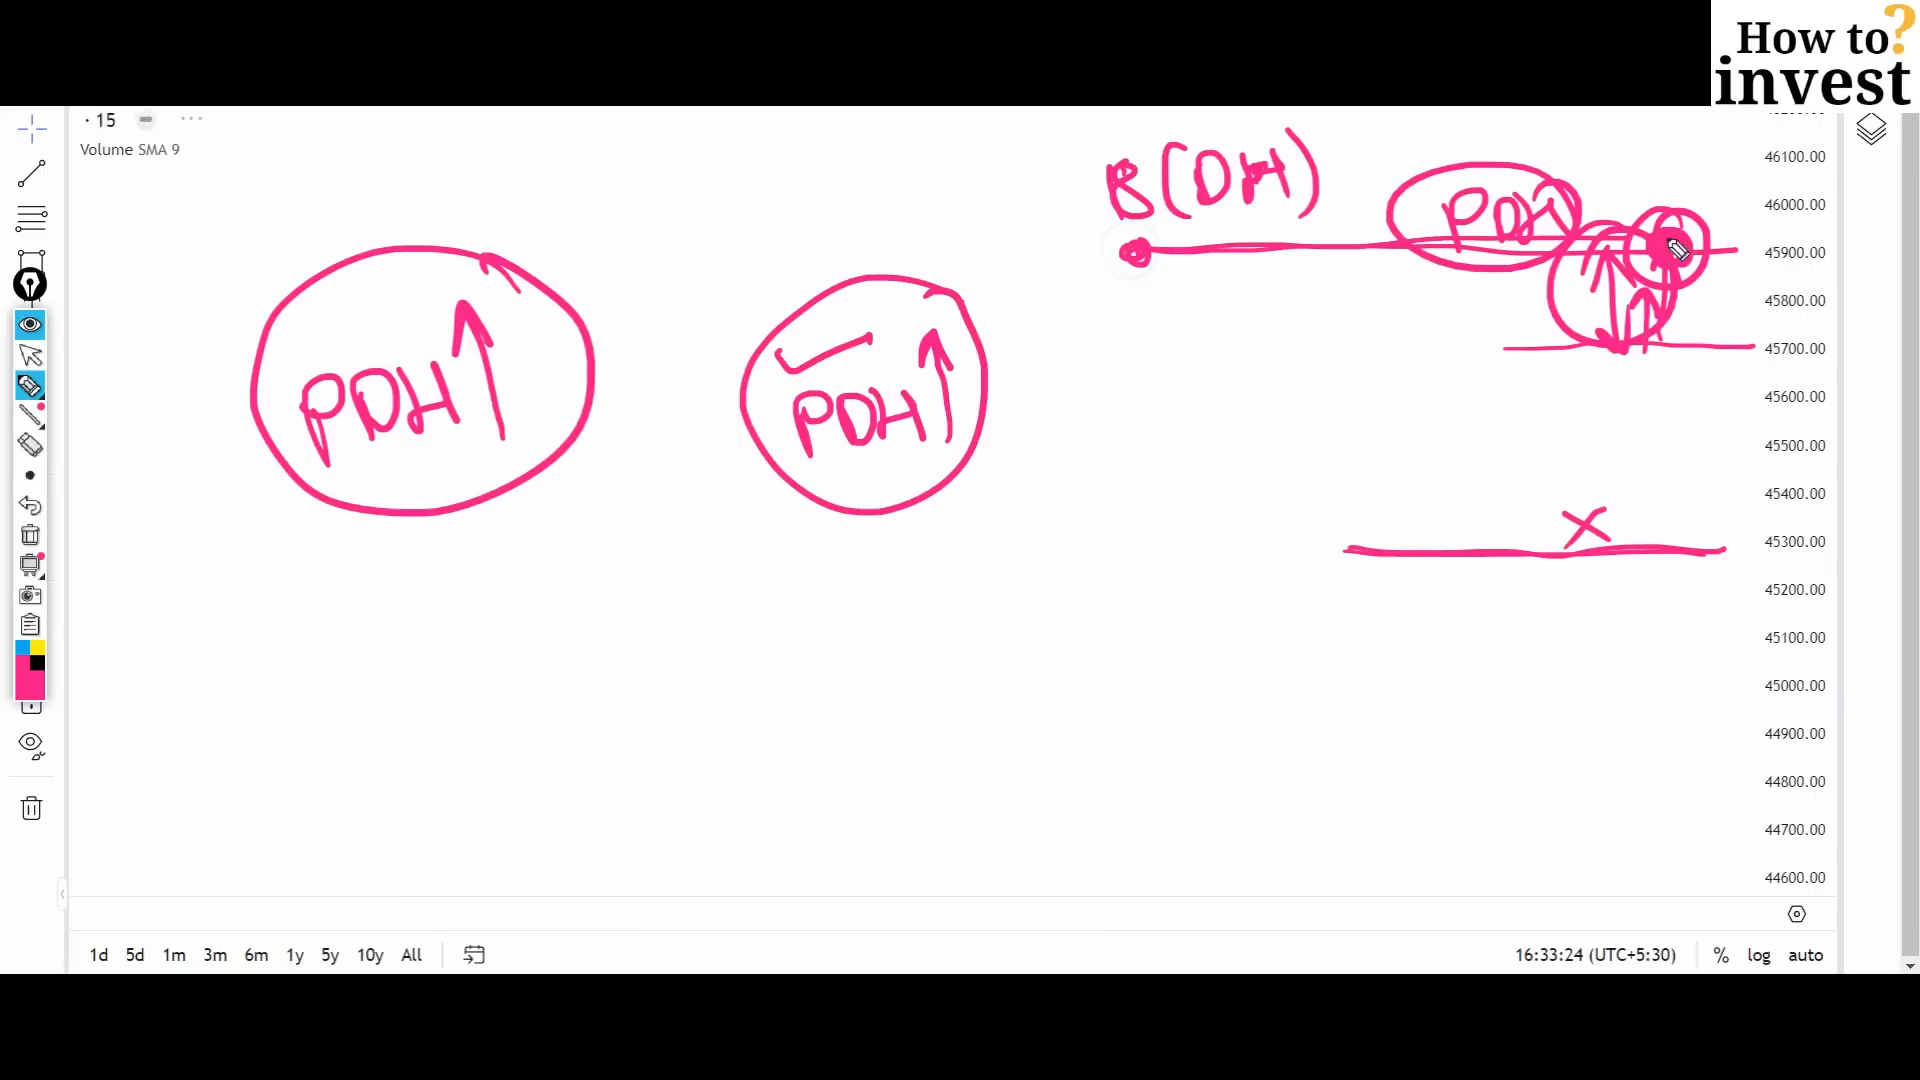 How to?
invest
· 15
Volume SMA 9
B(DH)
PDH
PDH
PDH
46100.00
46000.00
45900.00
45800.00
45700.00
45600.00
45500.00
45400.00
45300.00
45200.00
45100.00
45000.00
44900.00
44800.00
44700.00
44600.00
X
1d 5d 1m 3m 6m 1y 5y 10y All
16:33:24 (UTC+5:30) % log auto